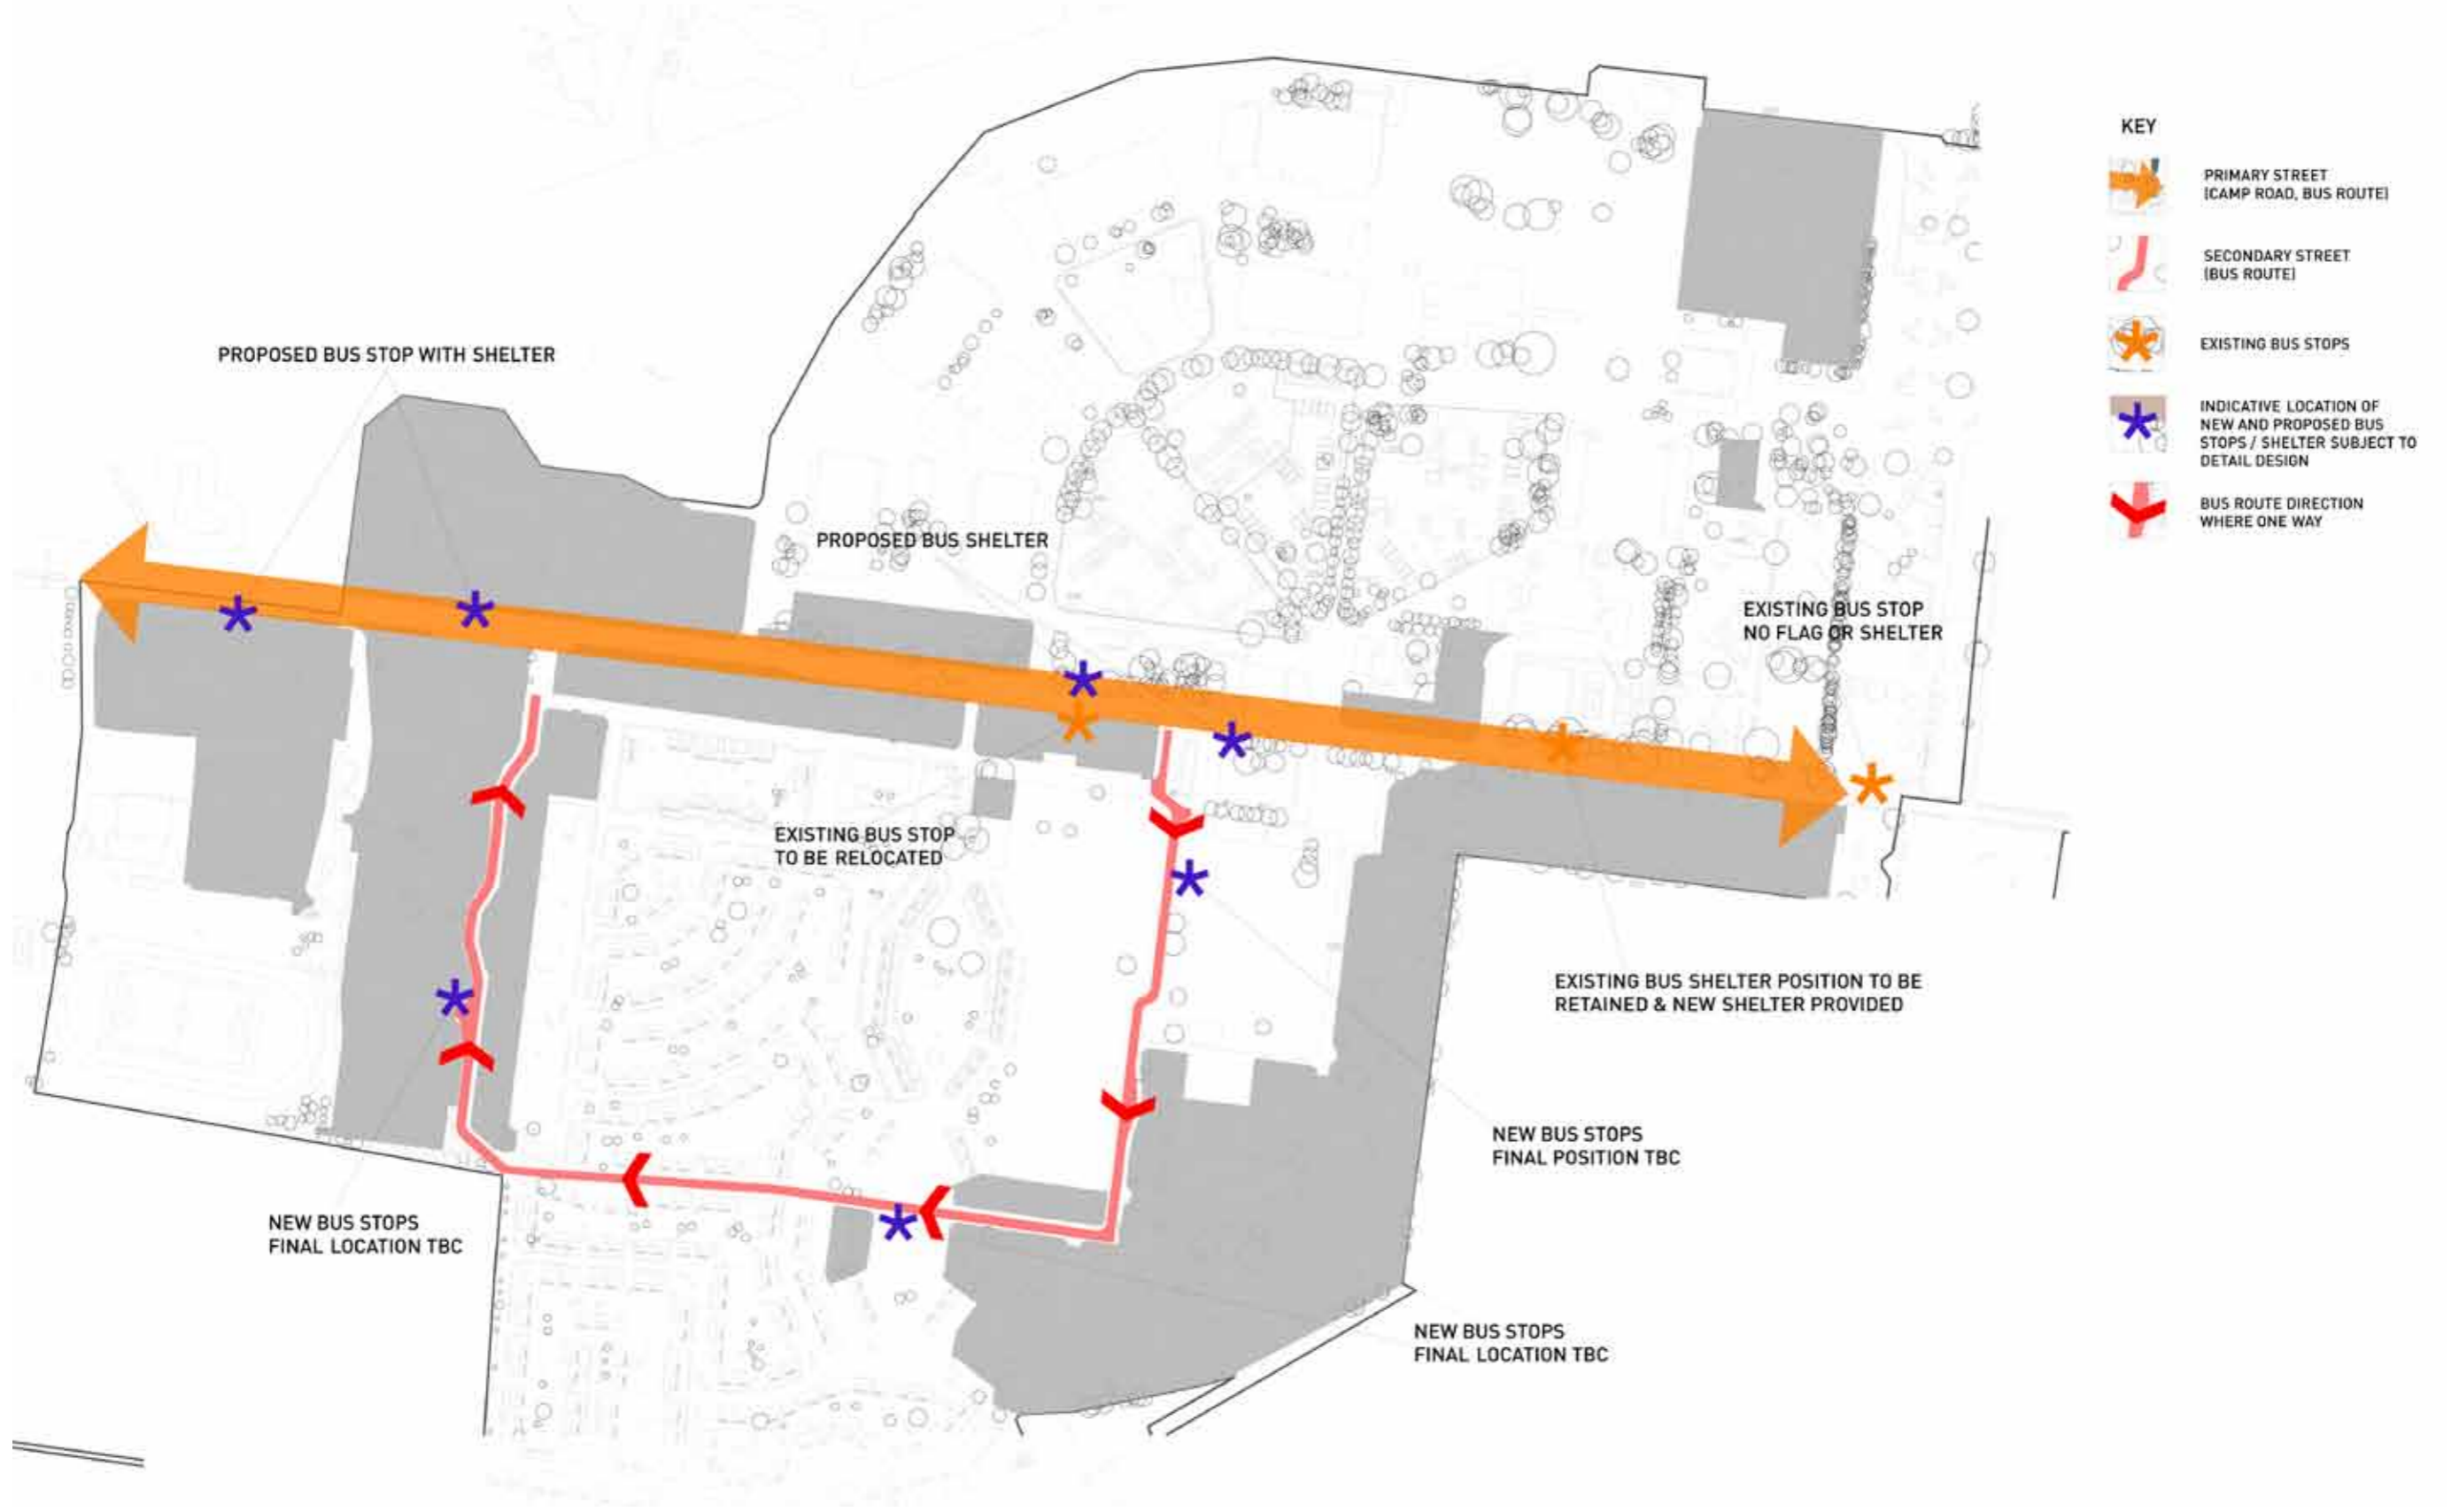 KEY
PRIMARY STREET
(CAMP ROAD, BUS ROUTE)
SECONDARY STREET
(BUS ROUTE)
EXISTING BUS STOPS
INDICATIVE LOCATION OF
NEW AND PROPOSED BUS
STOPS / SHELTER SUBJECT TO
DETAIL DESIGN
BUS ROUTE DIRECTION
WHERE ONE WAY
PROPOSED BUS STOP WITH SHELTER
PROPOSED BUS SHELTER
EXISTING BUS STOP
NO FLAG OR SHELTER
EXISTING BUS STOP
TO BE RELOCATED
EXISTING BUS SHELTER POSITION TO BE
RETAINED & NEW SHELTER PROVIDED
NEW BUS STOPS
FINAL POSITION TBC
NEW BUS STOPS
FINAL LOCATION TBC
NEW BUS STOPS
FINAL LOCATION TBC